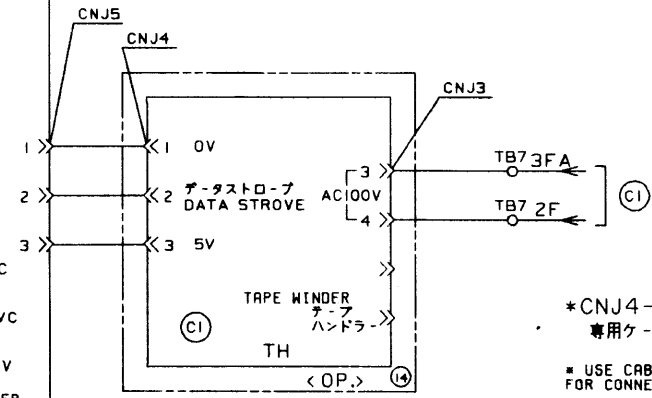 CNJ5
CNJ4
CNJ3
1 1 0V
3 TB7 3FA
2 2 データストローブ
DATA STROVE
AC100V
C1
4 TB7 2F
3 3 5V
C
TAPE WINDER
テープ
ハンドラー
VC
C1
TH
*CNJ4-
専用ケー
V
<OP.> 14
* USE CAB
FOR CONNE
ER